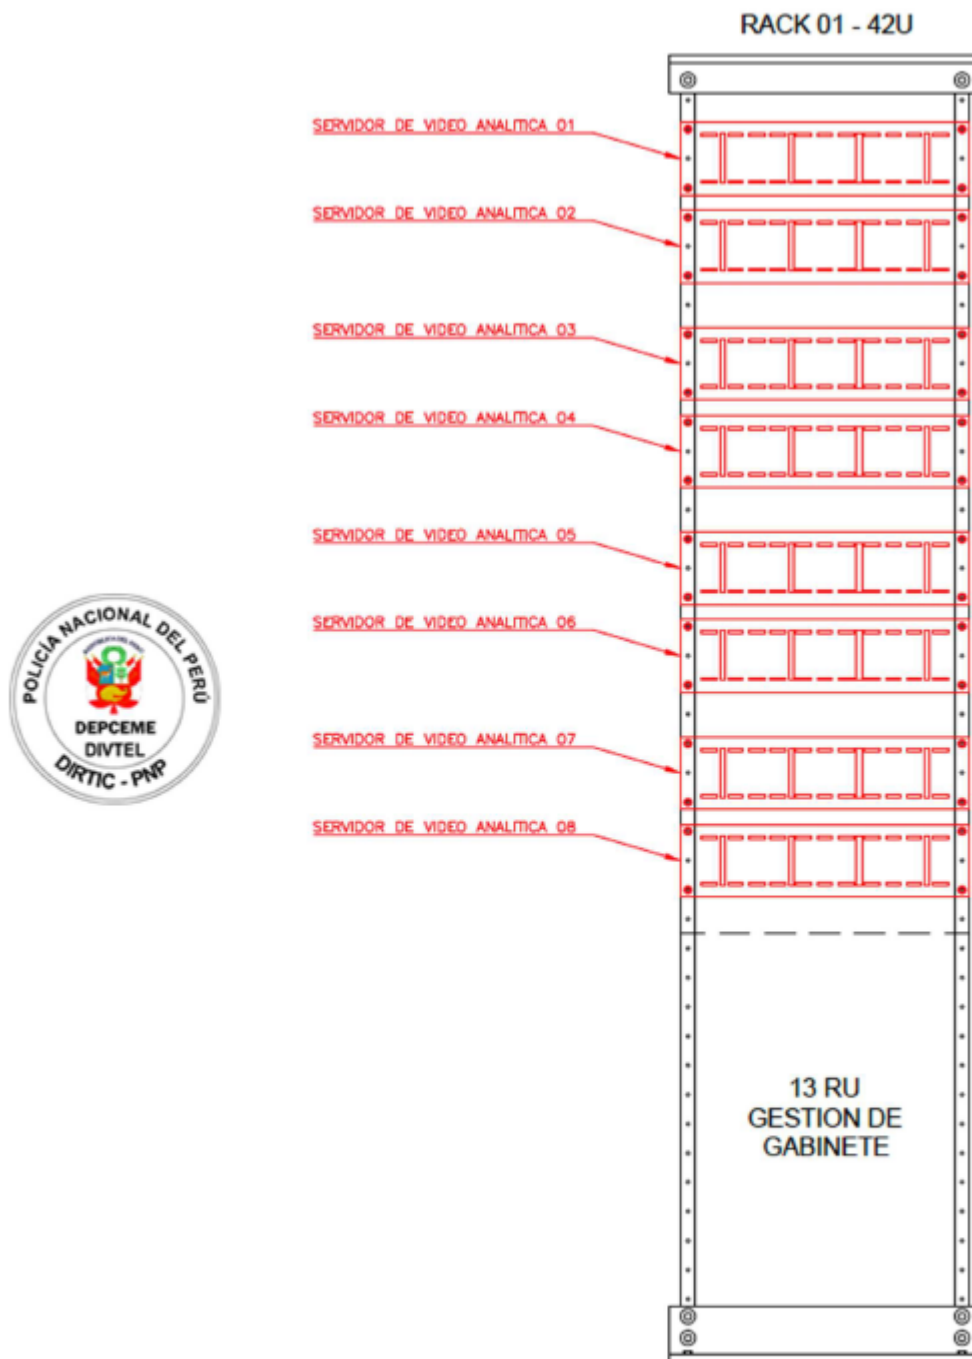 RACK 01 - 42U
SERVIDOR DE VIDEO ANALITICA 01
SERVIDOR DE VIDEO ANALITICA 02
SERVIDOR DE VIDEO ANALITICA 03
SERVIDOR DE VIDEO ANALITICA 04
SERVIDOR DE VIDEO ANALITICA 05
SERVIDOR DE VIDEO ANALITICA 06
SERVIDOR DE VIDEO ANALITICA 07
SERVIDOR DE VIDEO ANALITICA 08
POLICÍA NACIONAL DEL PERÚ
DEPCEME
DIVTEL
DIRTIC - PNP
13 RU
GESTION DE
GABINETE